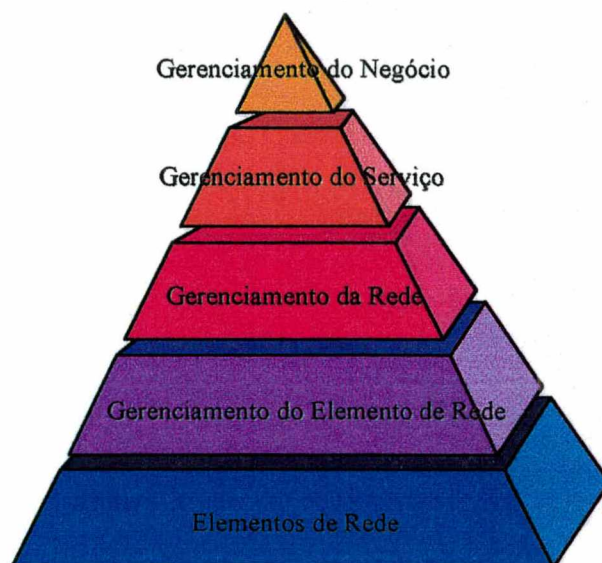 Gerenciamento do Negócio
Gerenciamento do Serviço
Gerenciamento da Rede
Gerenciamento do Elemento de Rede
Elementos de Rede